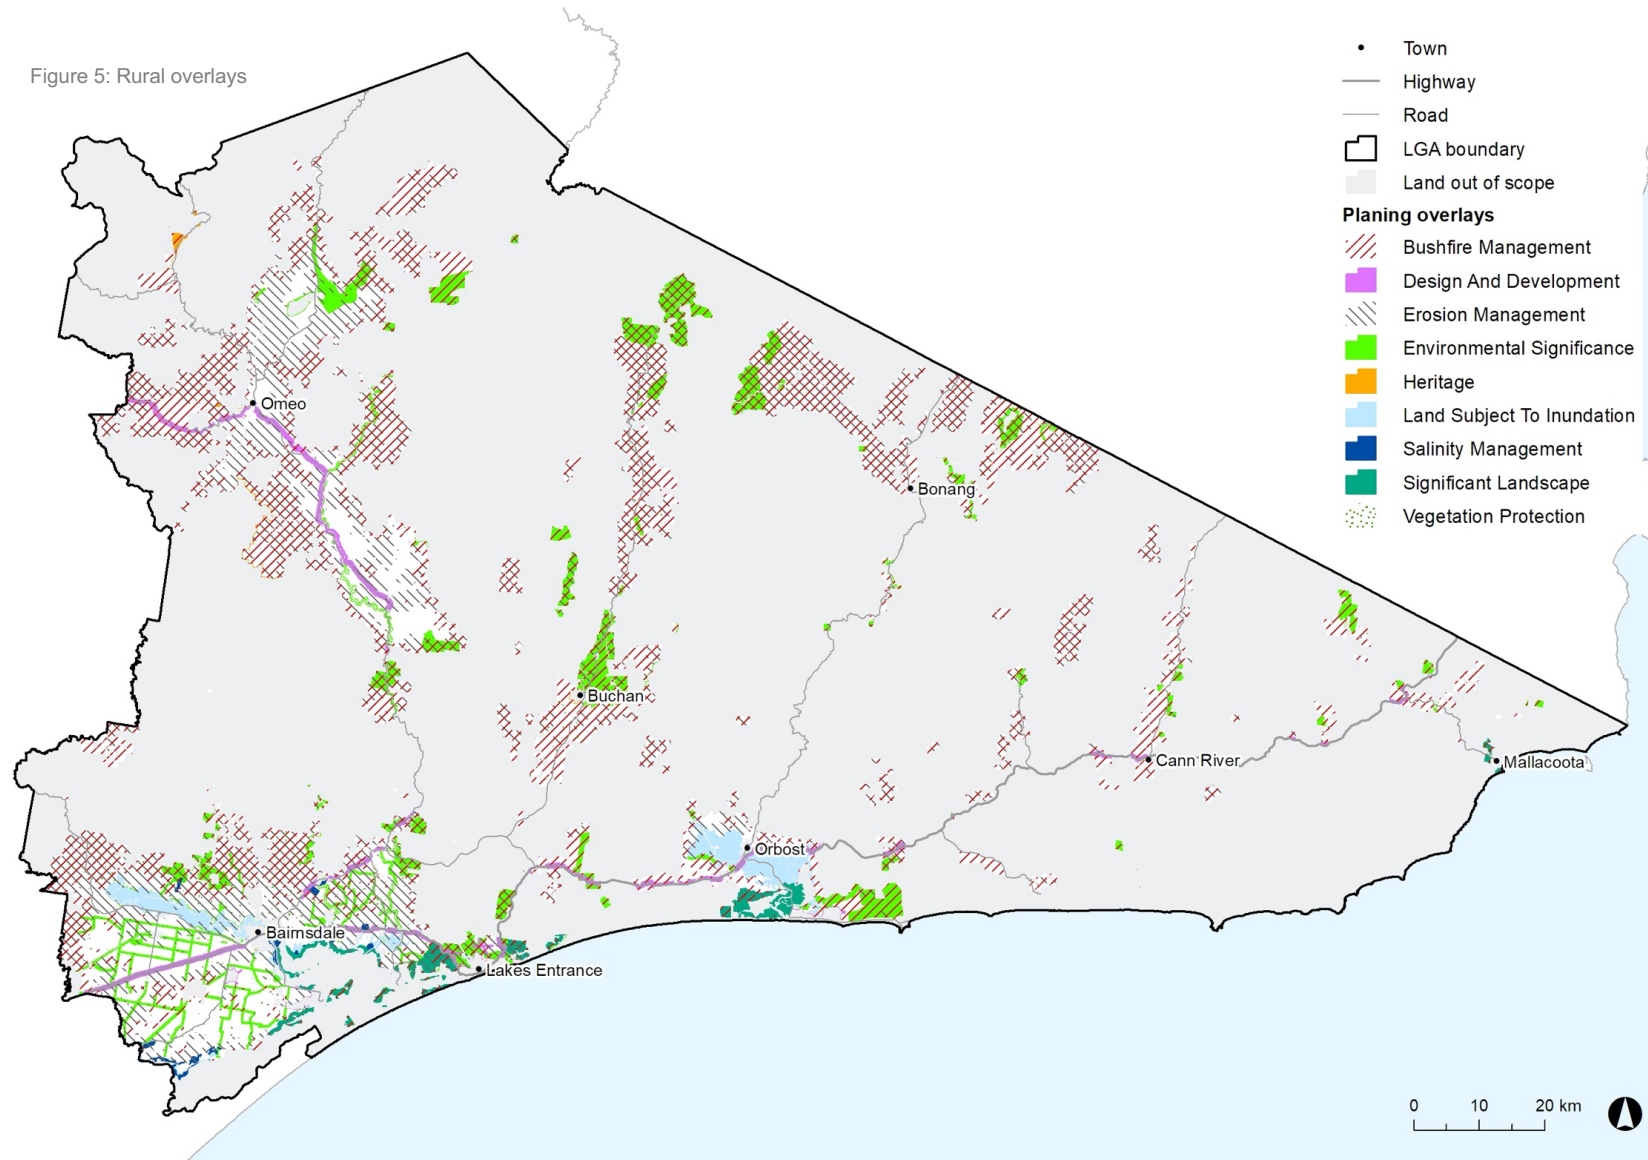 Figure 5: Rural overlays
Town
Highway
Road
LGA boundary
Land out of scope
Planing overlays
Bushfire Management
Design And Development
Erosion Management
Environmental Significance
Heritage
Land Subject To Inundation
Salinity Management
Significant Landscape
Vegetation Protection
Omeo
Bonang
Buchan
Cann River
Mallacoota
Orbost
Bairnsdale
Lakes Entrance
0 10 20 km